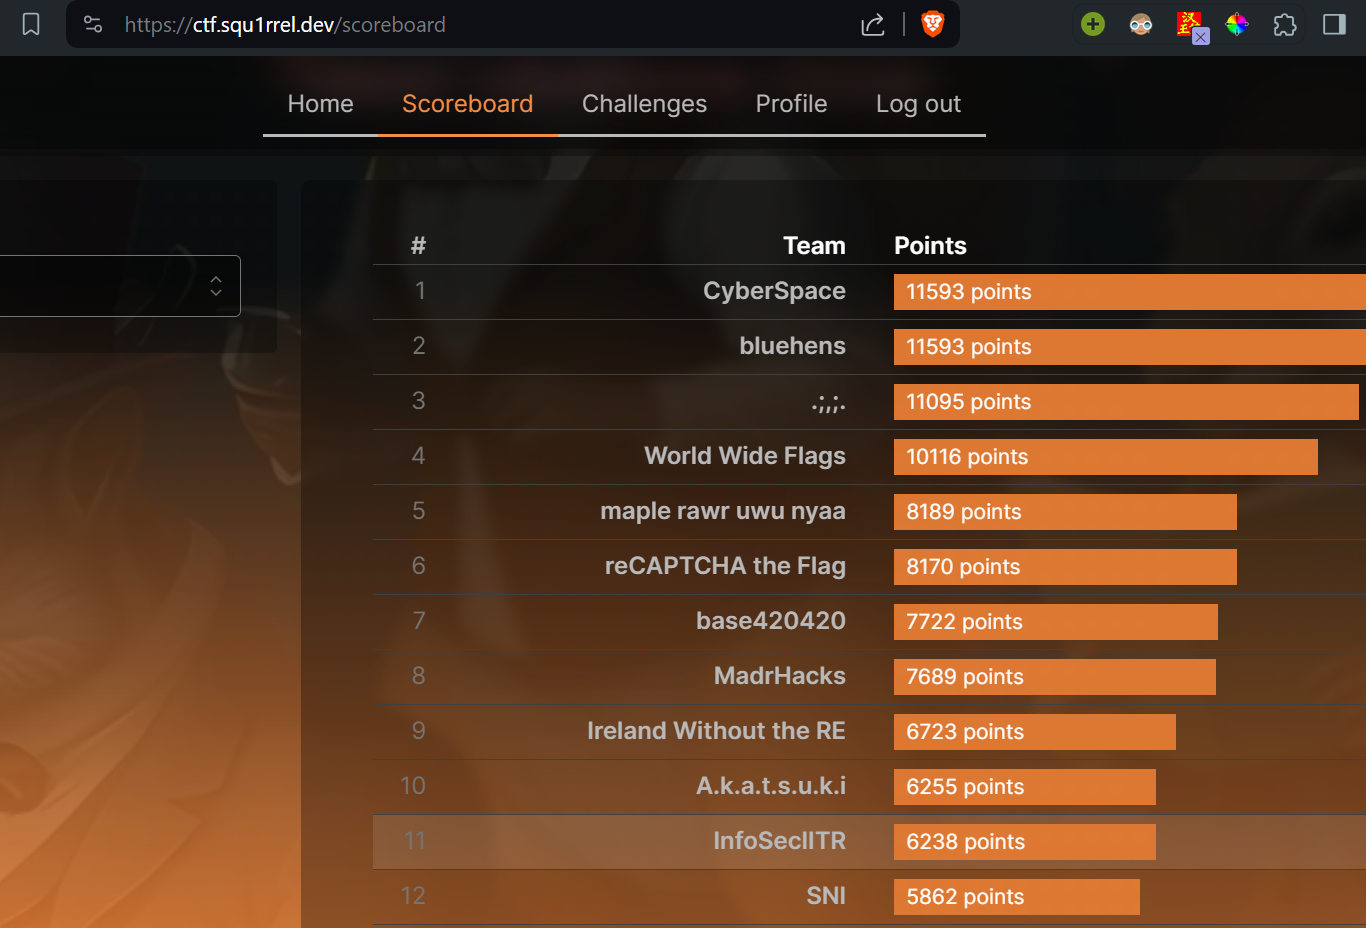 https://ctf.squ1rrel.dev/scoreboard
Home Scoreboard Challenges Profile Log out
# Team Points
1 CyberSpace 11593 points
2 bluehens 11593 points
3 .;,;. 11095 points
4 World Wide Flags 10116 points
5 maple rawr uwu nyaa 8189 points
6 reCAPTCHA the Flag 8170 points
7 base420420 7722 points
8 MadrHacks 7689 points
9 Ireland Without the RE 6723 points
10 A.k.a.t.s.u.k.i 6255 points
11 InfoSecIITR 6238 points
12 SNI 5862 points